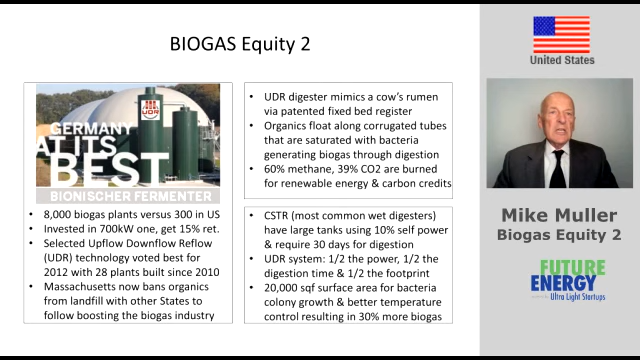 BIOGAS Equity 2
UDR
GERMANY
AT ITS
BEST
BIONISCHER FERMENTER
• 8,000 biogas plants versus 300 in US
• Invested in 700kW one, get 15% ret.
• Selected Upflow Downflow Reflow
(UDR) technology voted best for
2012 with 28 plants built since 2010
• Massachusetts now bans organics
from landfill with other States to
follow boosting the biogas industry
• UDR digester mimics a cow's rumen
via patented fixed bed register
• Organics float along corrugated tubes
that are saturated with bacteria
generating biogas through digestion
• 60% methane, 39% CO2 are burned
for renewable energy & carbon credits
• CSTR (most common wet digesters)
have large tanks using 10% self power
& require 30 days for digestion
• UDR system: 1/2 the power, 1/2 the
digestion time & 1/2 the footprint
• 20,000 sqf surface area for bacteria
colony growth & better temperature
control resulting in 30% more biogas
United States
Mike Muller
Biogas Equity 2
FUTURE
ENERGY
Ultra Light Startups